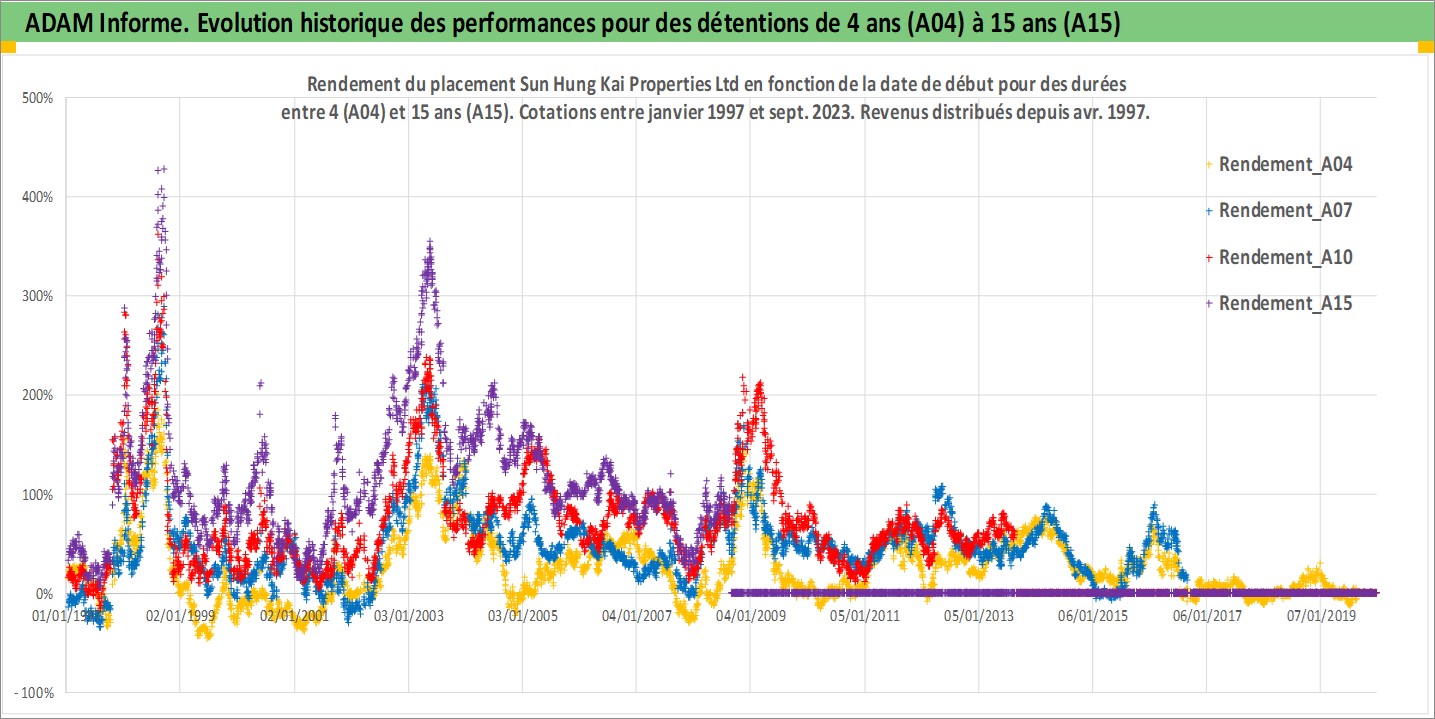 ADAM Informe. Evolution historique des performances pour des détentions de 4 ans (A04) à 15 ans (A15)
Rendement du placement Sun Hung Kai Properties Ltd en fonction de la date de début pour des durées
entre 4 (A04) et 15 ans (A15). Cotations entre janvier 1997 et sept. 2023. Revenus distribués depuis avr. 1997.
500%
400%
300%
200%
100%
0%
-100%
Rendement_A04
Rendement_A07
Rendement_A10
Rendement_A15
02/01/1999
02/01/2001
03/01/2003
03/01/2005
04/01/2007
04/01/2009
05/01/2011
05/01/2013
06/01/2015
06/01/2017
07/01/2019